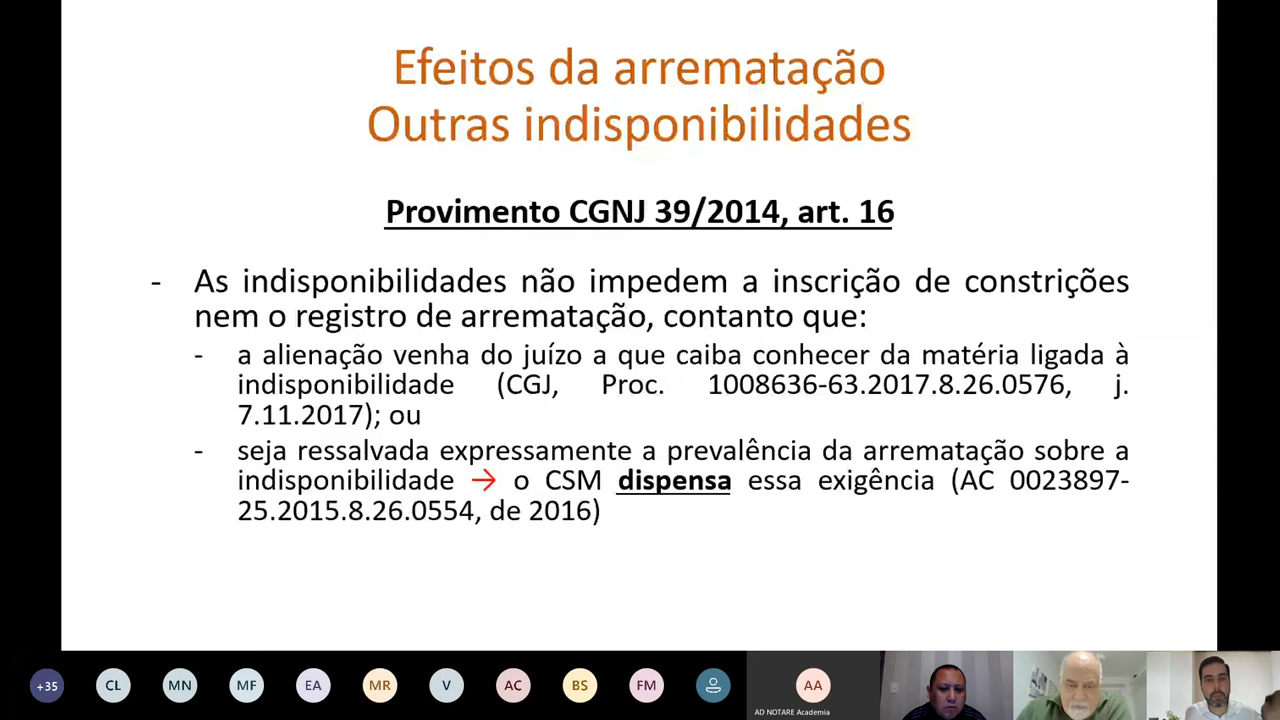 Efeitos da arrematação
Outras indisponibilidades
Provimento CGNJ 39/2014, art. 16
- As indisponibilidades não impedem a inscrição de constrições
nem o registro de arrematação, contanto que:
- a alienação venha do juízo a que caiba conhecer da matéria ligada à
indisponibilidade (CGJ, Proc. 1008636-63.2017.8.26.0576, j.
7.11.2017); ou
- seja ressalvada expressamente a prevalência da arrematação sobre a
indisponibilidade → o CSM dispensa essa exigência (AC 0023897-
25.2015.8.26.0554, de 2016)
+35 CL MN MF EA MR V AC BS FM AA
AD NOTARE Academia